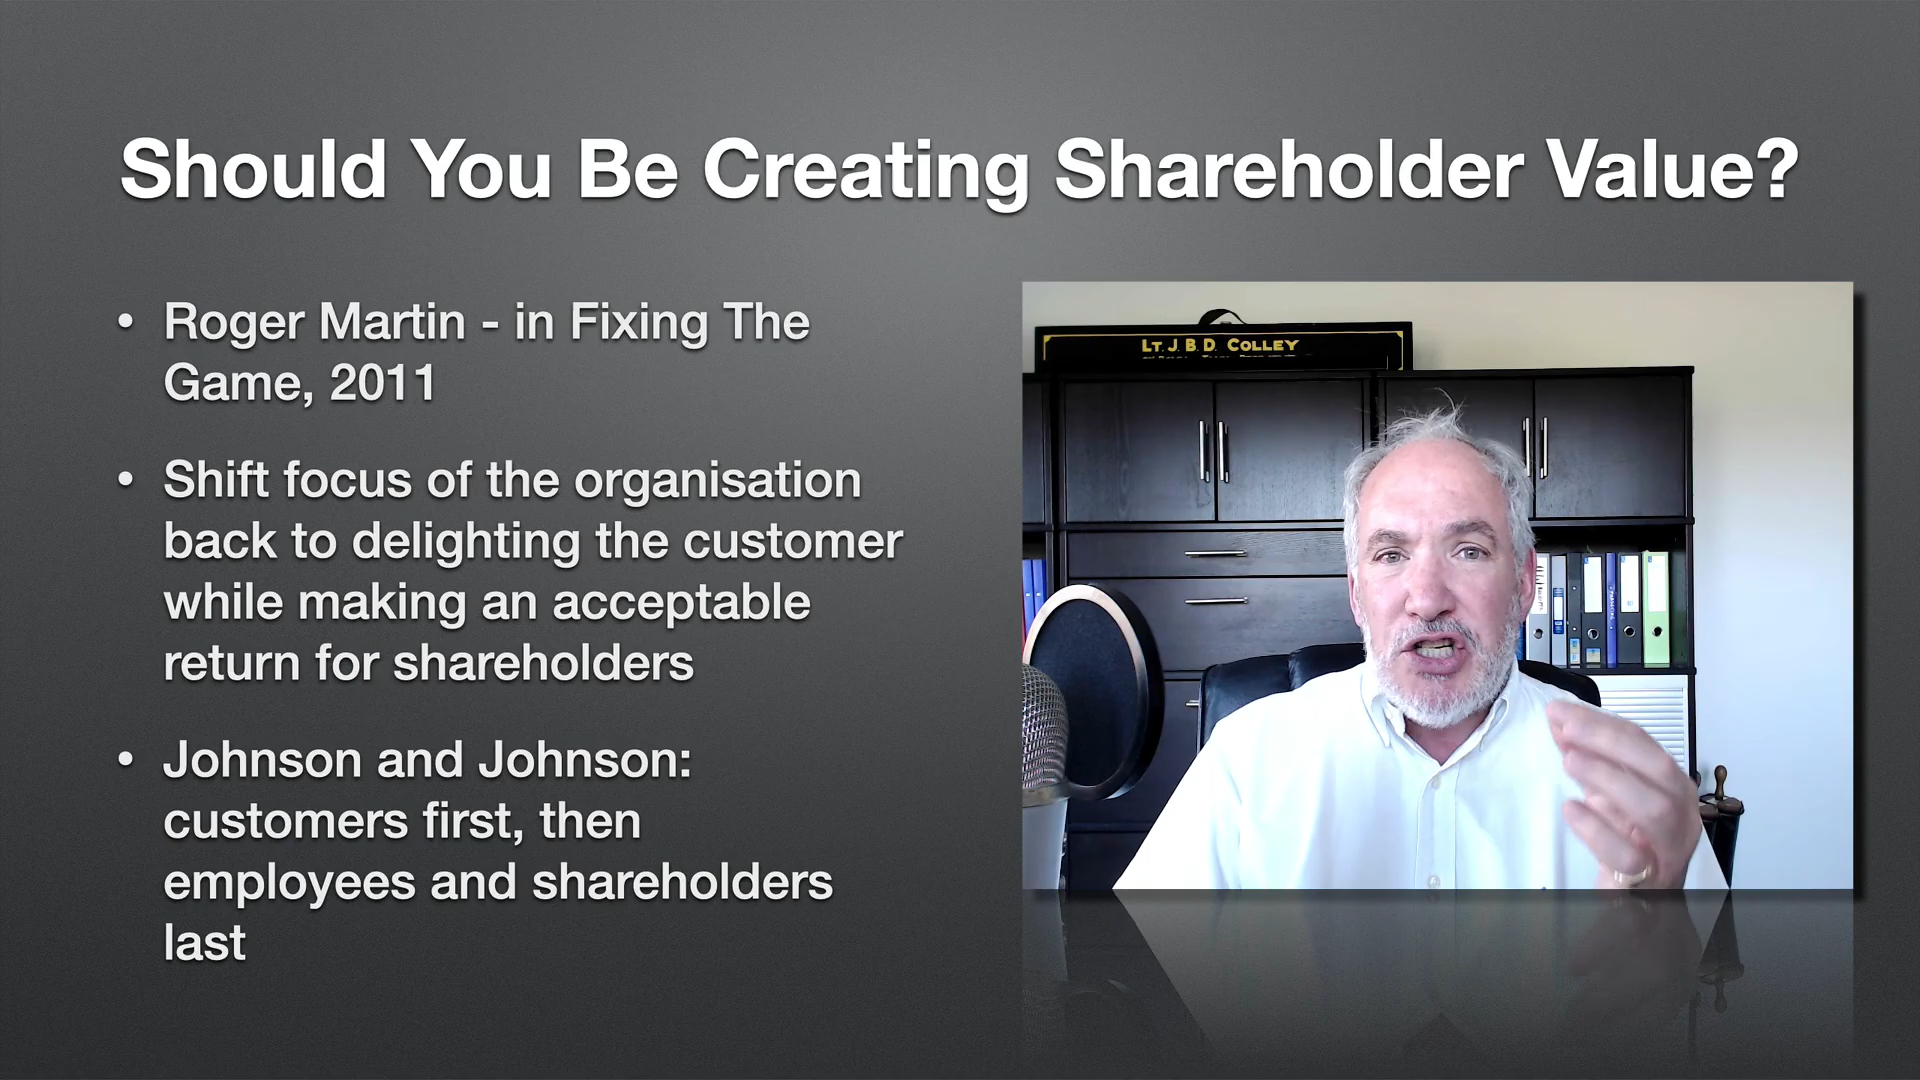 Should You Be Creating Shareholder Value?
• Roger Martin - in Fixing The
Game, 2011
• Shift focus of the organisation
back to delighting the customer
while making an acceptable
return for shareholders
• Johnson and Johnson:
customers first, then
employees and shareholders
last
LT. J. B. D. COLLEY